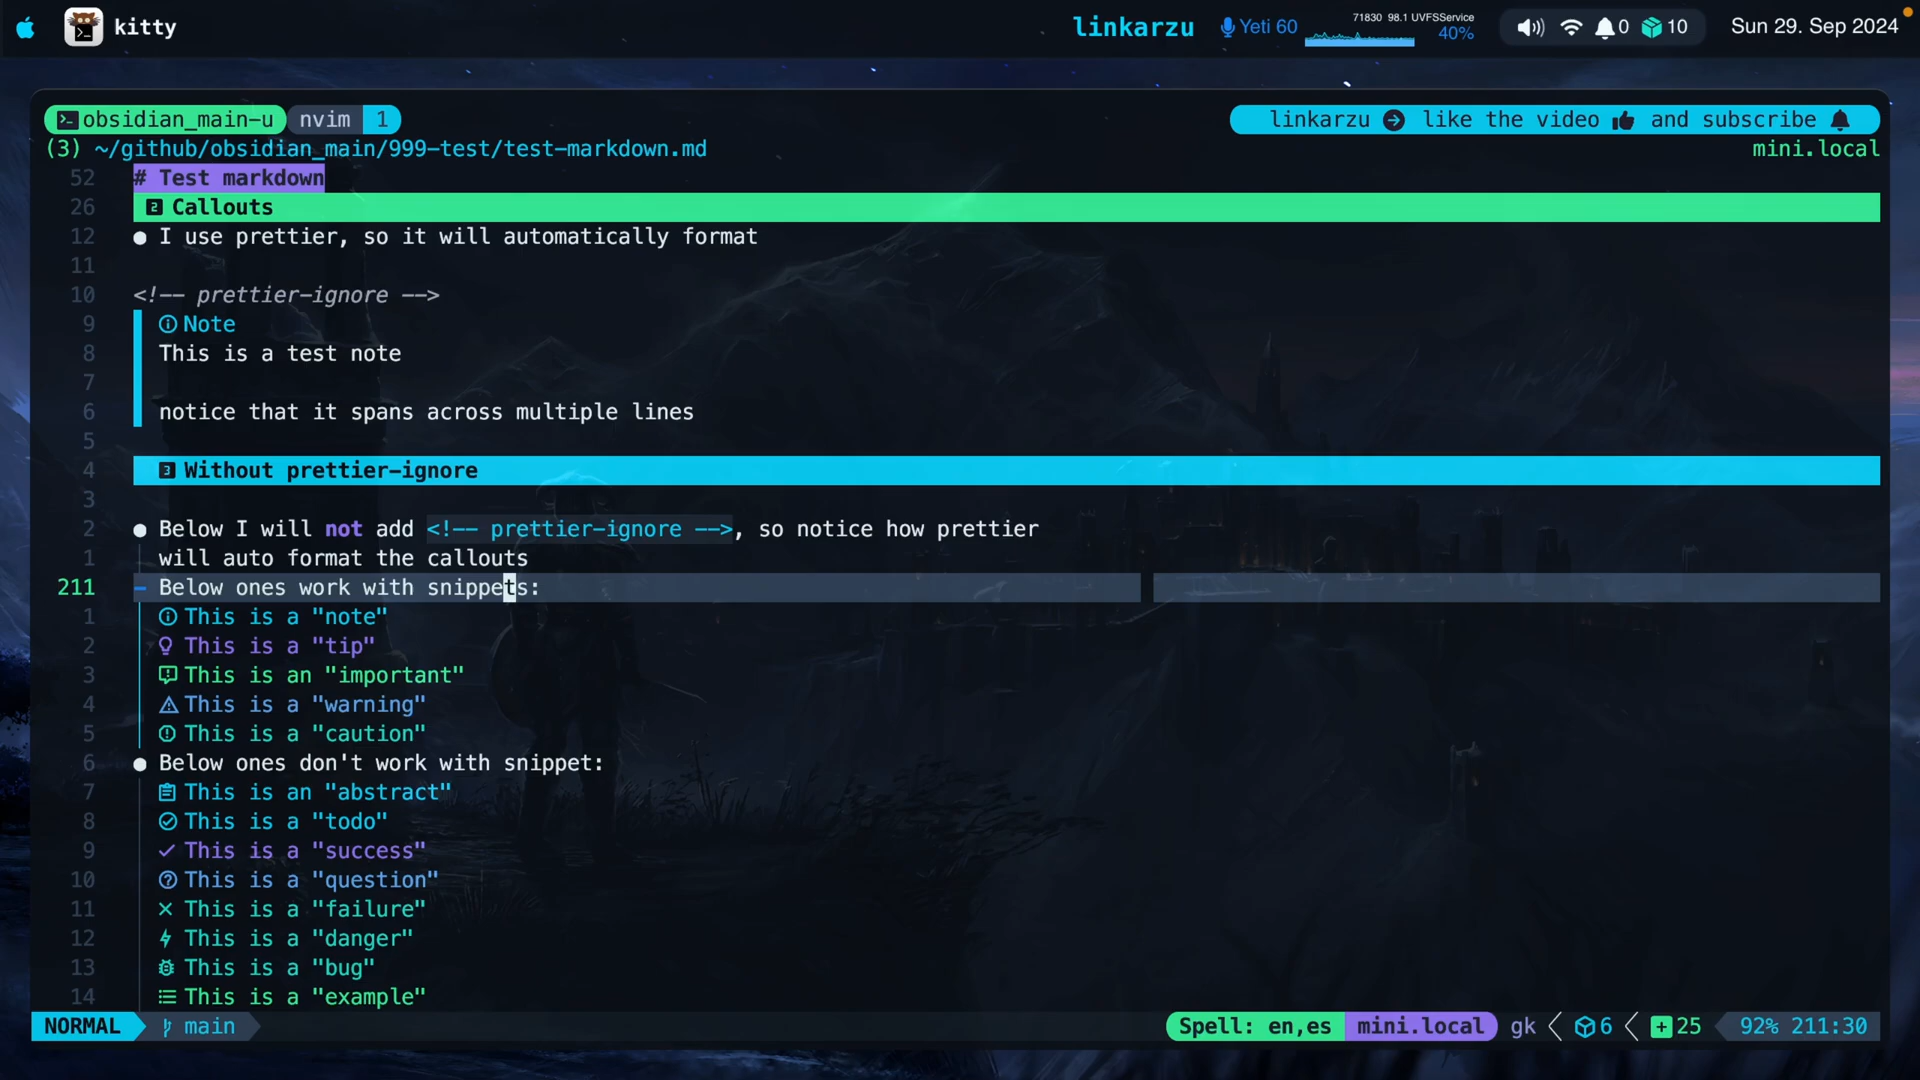 kitty
linkarzu
Yeti 60
71830 98.1 UVFSService
40%
0
10
Sun 29. Sep 2024
obsidian_main-u nvim 1
linkarzu like the video and subscribe
(3) ~/github/obsidian_main/999-test/test-markdown.md
mini.local
52 # Test markdown
26 2 Callouts
12 ● I use prettier, so it will automatically format
11
10 <!-- prettier-ignore -->
9 Note
8 This is a test note
7
6 notice that it spans across multiple lines
5
4 3 Without prettier-ignore
3
2 ● Below I will not add <!-- prettier-ignore -->, so notice how prettier
1 will auto format the callouts
211 - Below ones work with snippets:
1 This is a "note"
2 This is a "tip"
3 This is an "important"
4 This is a "warning"
5 This is a "caution"
6 ● Below ones don't work with snippet:
7 This is an "abstract"
8 This is a "todo"
9 This is a "success"
10 This is a "question"
11 This is a "failure"
12 This is a "danger"
13 This is a "bug"
14 This is a "example"
NORMAL main
Spell: en,es mini.local gk 6 25 92% 211:30